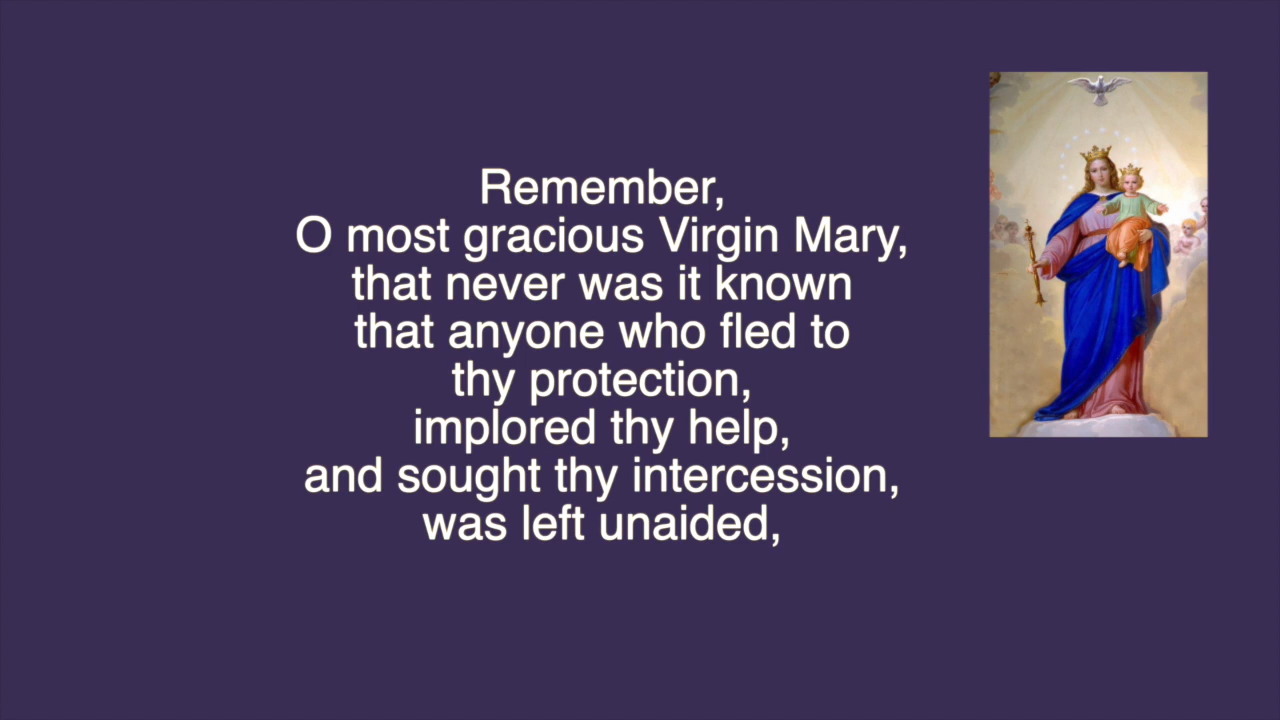 Remember,
O most gracious Virgin Mary,
that never was it known
that anyone who fled to
thy protection,
implored thy help,
and sought thy intercession,
was left unaided,